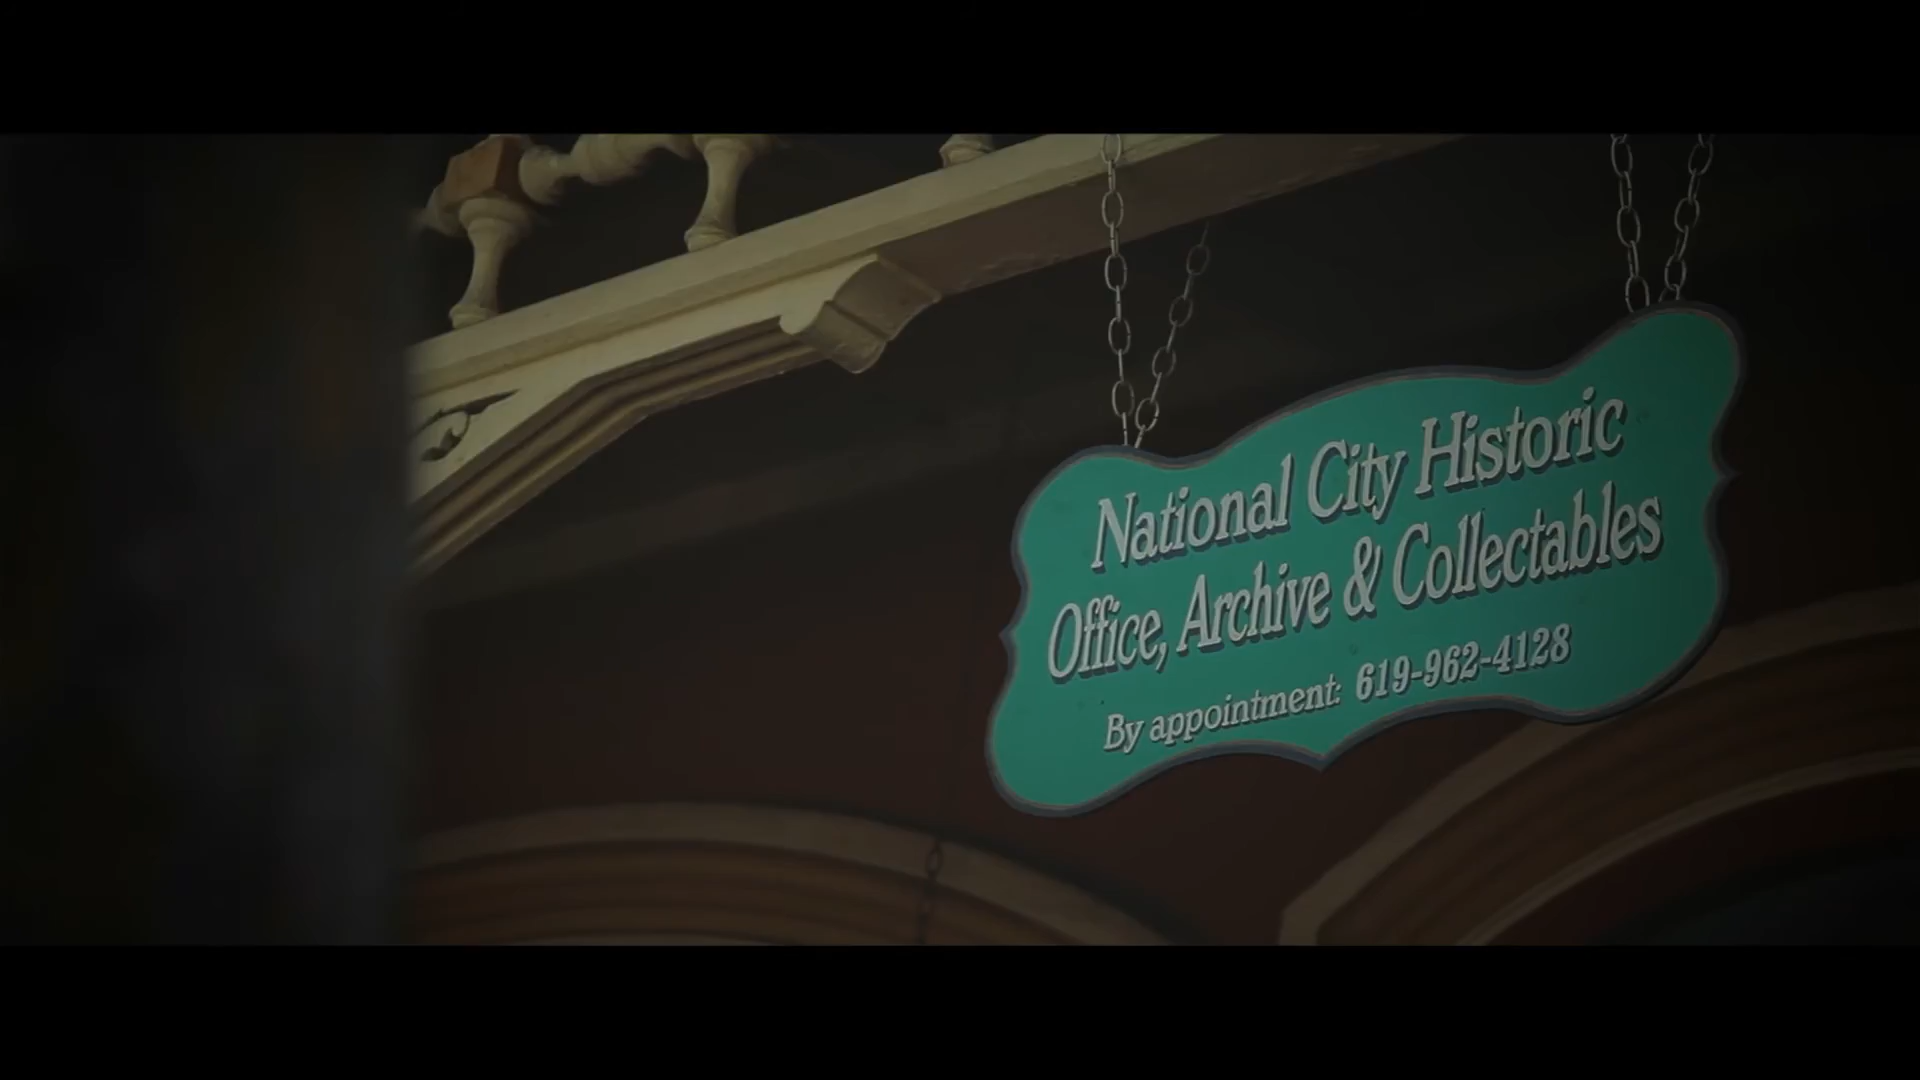 National City Historic
Office, Archive & Collectables
By appointment: 619-962-4128